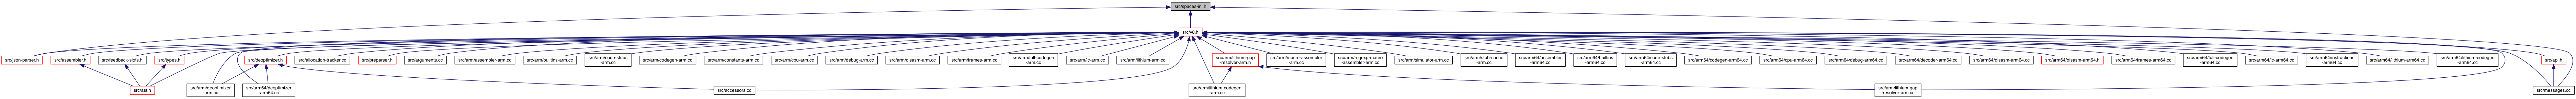 src/spaces-inl.h
src/v8.h
src/json-parser.h
src/assembler.h
src/feedback-slots.h
src/types.h
src/deoptimizer.h
src/allocation-tracker.cc
src/preparser.h
src/arguments.cc
src/arm/assembler-arm.cc
src/arm/builtins-arm.cc
src/arm/code-stubs
-arm.cc
src/arm/codegen-arm.cc
src/arm/constants-arm.cc
src/arm/cpu-arm.cc
src/arm/debug-arm.cc
src/arm/disasm-arm.cc
src/arm/frames-arm.cc
src/arm/full-codegen
-arm.cc
src/arm/ic-arm.cc
src/arm/lithium-arm.cc
src/arm/lithium-gap
-resolver-arm.h
src/arm/macro-assembler
-arm.cc
src/arm/regexp-macro
-assembler-arm.cc
src/arm/simulator-arm.cc
src/arm/stub-cache
-arm.cc
src/arm64/assembler
-arm64.cc
src/arm64/builtins
-arm64.cc
src/arm64/code-stubs
-arm64.cc
src/arm64/codegen-arm64.cc
src/arm64/cpu-arm64.cc
src/arm64/debug-arm64.cc
src/arm64/decoder-arm64.cc
src/arm64/disasm-arm64.cc
src/arm64/disasm-arm64.h
src/arm64/frames-arm64.cc
src/arm64/full-codegen
-arm64.cc
src/arm64/ic-arm64.cc
src/arm64/instructions
-arm64.cc
src/arm64/lithium-arm64.cc
src/arm64/lithium-codegen
-arm64.cc
src/api.h
src/ast.h
src/arm/deoptimizer
-arm.cc
src/arm64/deoptimizer
-arm64.cc
src/accessors.cc
src/arm/lithium-codegen
-arm.cc
src/arm/lithium-gap
-resolver-arm.cc
src/messages.cc